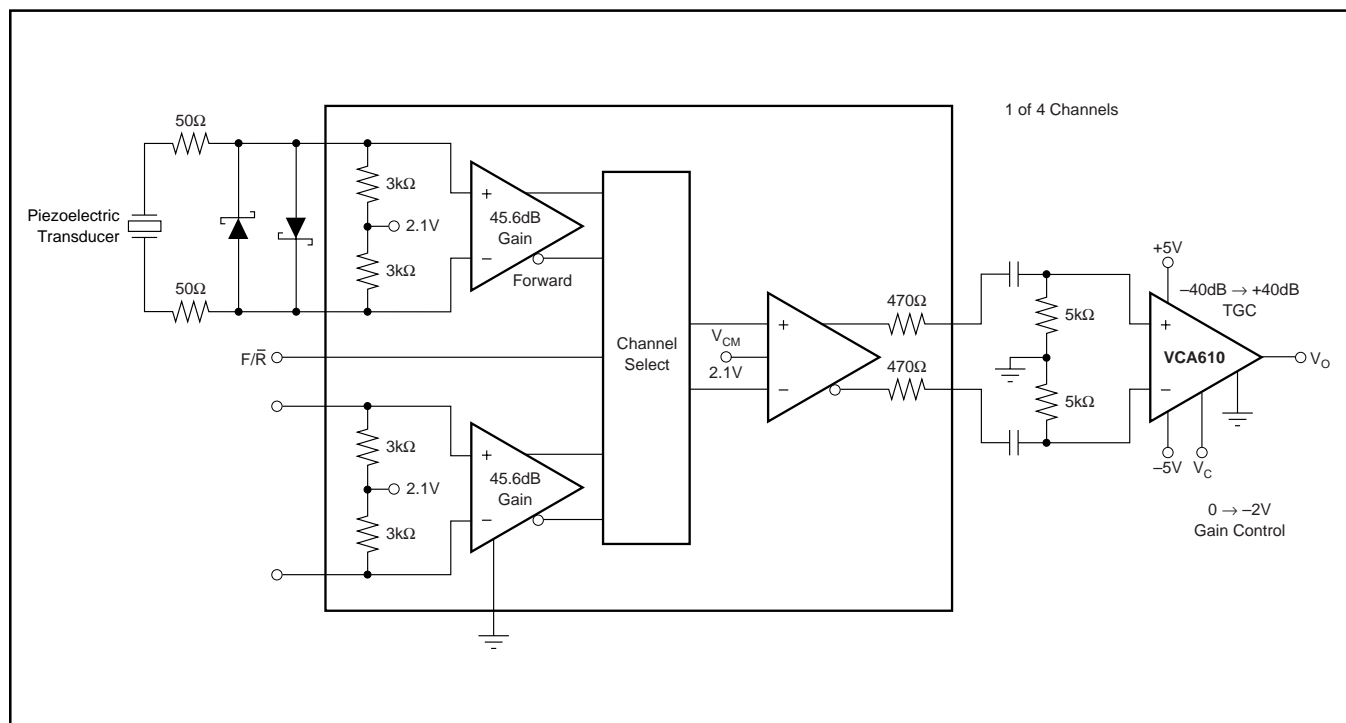 1 of 4 Channels
50Ω
Piezoelectric
Transducer
50Ω
3kΩ
2.1V
3kΩ
+
45.6dB
Gain
–
Forward
F/R̅
3kΩ
2.1V
3kΩ
+
45.6dB
Gain
–
Channel
Select
V_CM
2.1V
+
–
470Ω
470Ω
5kΩ
5kΩ
+5V
–40dB → +40dB
TGC
+
VCA610
–
V_O
–5V
V_C
0 → –2V
Gain Control